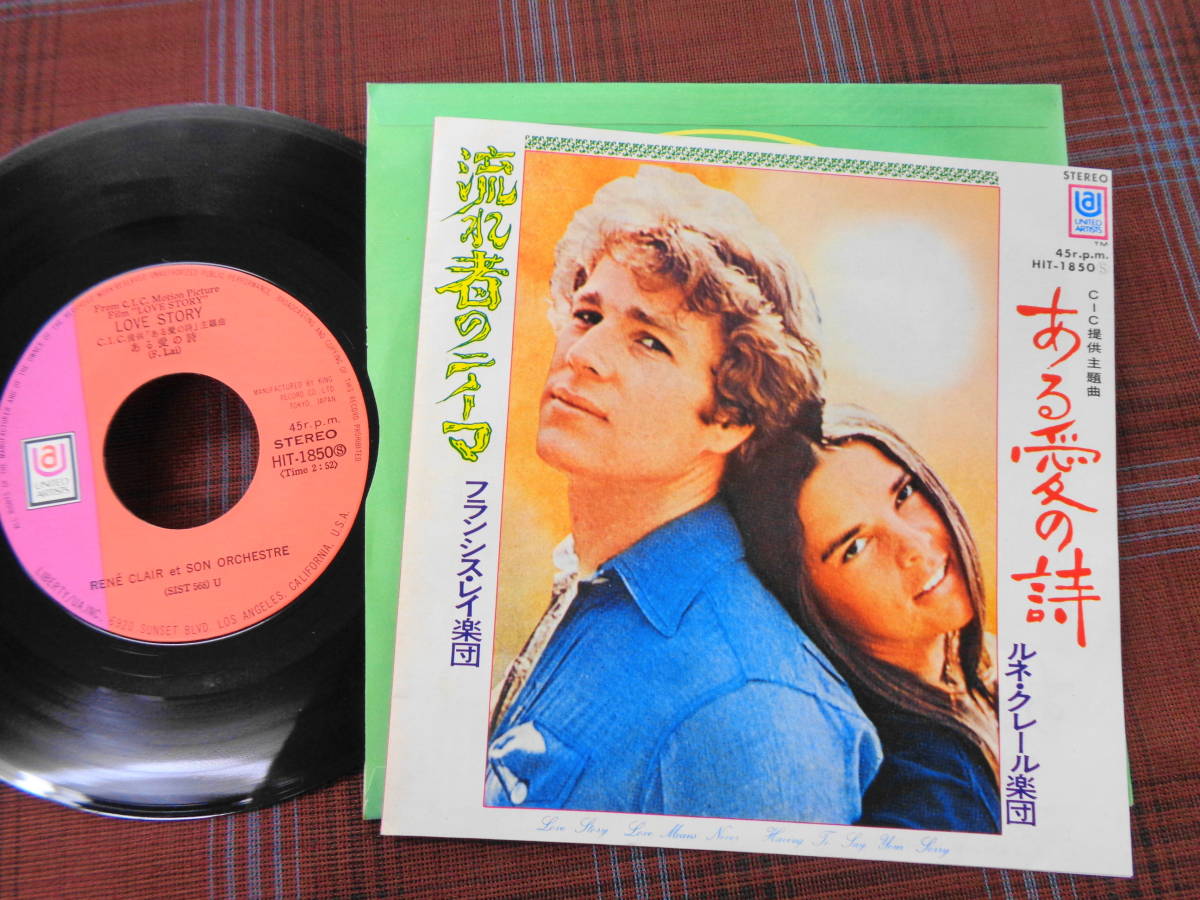 From C.I.C. Motion Picture
Film "LOVE STORY"
LOVE STORY
C.I.C.提供「ある愛の詩」主題曲
ある愛の詩
(F. Lai)
MANUFACTURED BY KING
RECORD CO. LTD.
TOKYO, JAPAN
45r.p.m.
STEREO
HIT-1850Ⓢ
(Time 2:52)
UA
UNITED
ARTISTS
RENÉ CLAIR et SON ORCHESTRE
(SIST 565) U
LIBERTY/UA, INC. 6920 SUNSET BLVD. LOS ANGELES, CALIFORNIA, U.S.A.
STEREO
UA
UNITED
ARTISTS
TM
45r.p.m.
HIT-1850Ⓢ
CIC提供主題曲
ある愛の詩
ルネ・クレール楽団
流れ者のテーマ
フランシス・レイ楽団
Love Story Love Means Never Having To Say Your Sorry